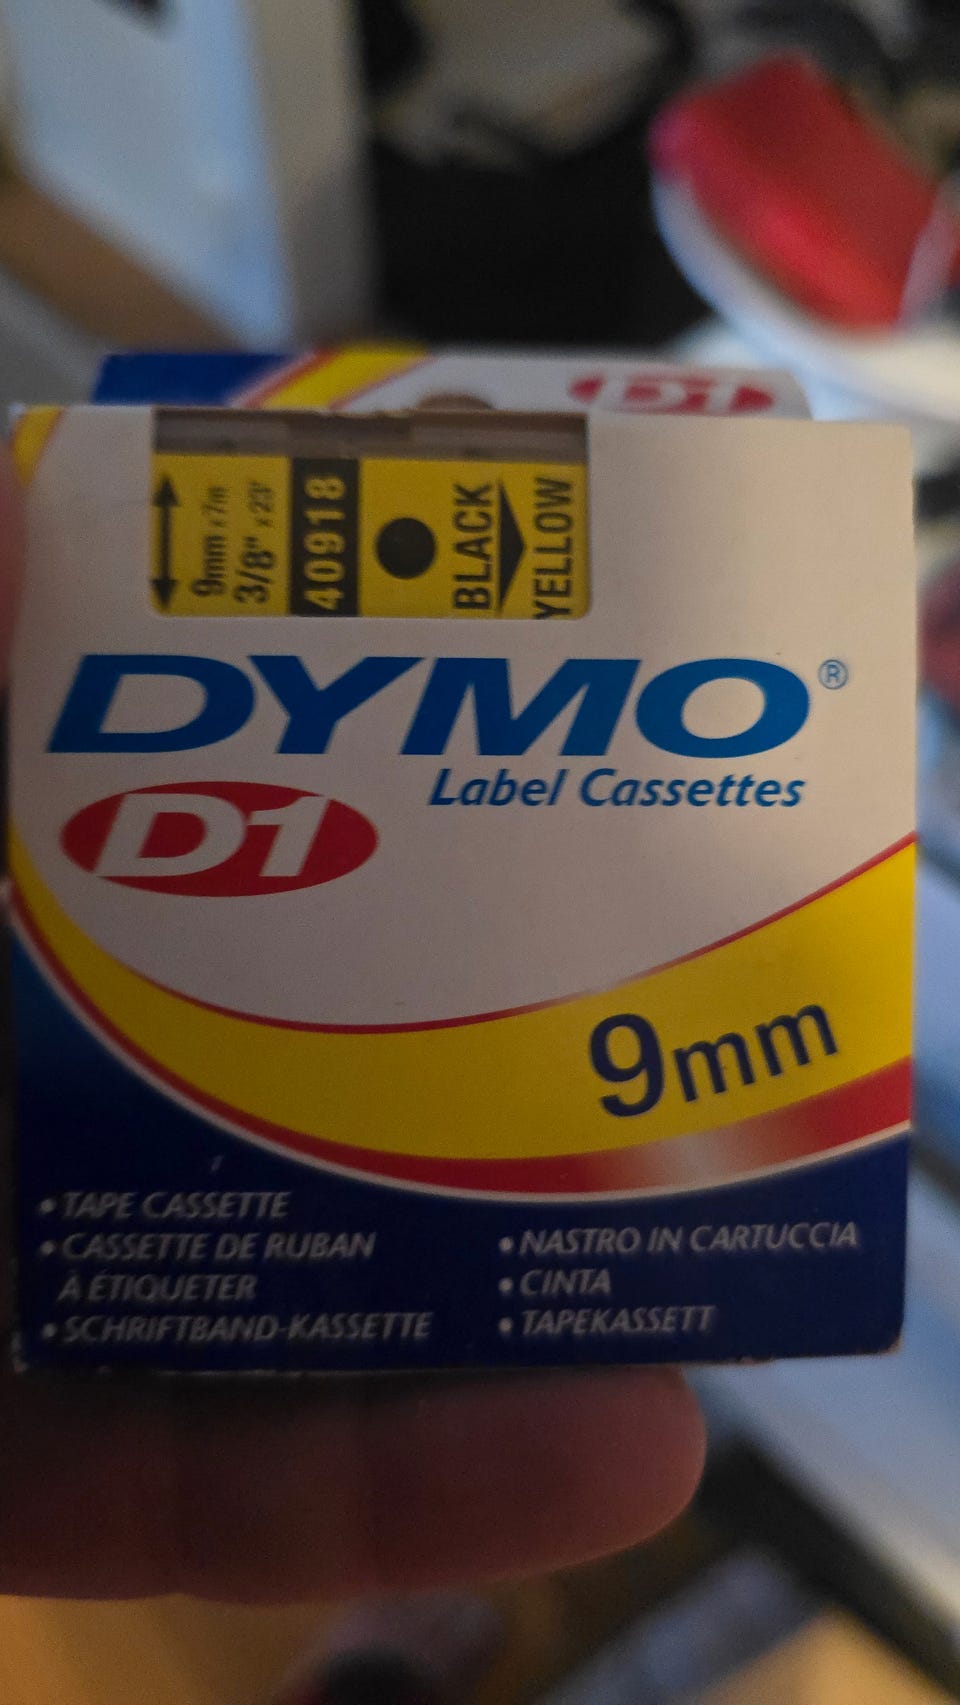 D1
9mm x 7m
3/8" x 23'
40918
BLACK
YELLOW
DYMO®
Label Cassettes
D1
9mm
• TAPE CASSETTE
• CASSETTE DE RUBAN
À ÉTIQUETER
• SCHRIFTBAND-KASSETTE
• NASTRO IN CARTUCCIA
• CINTA
• TAPEKASSETT